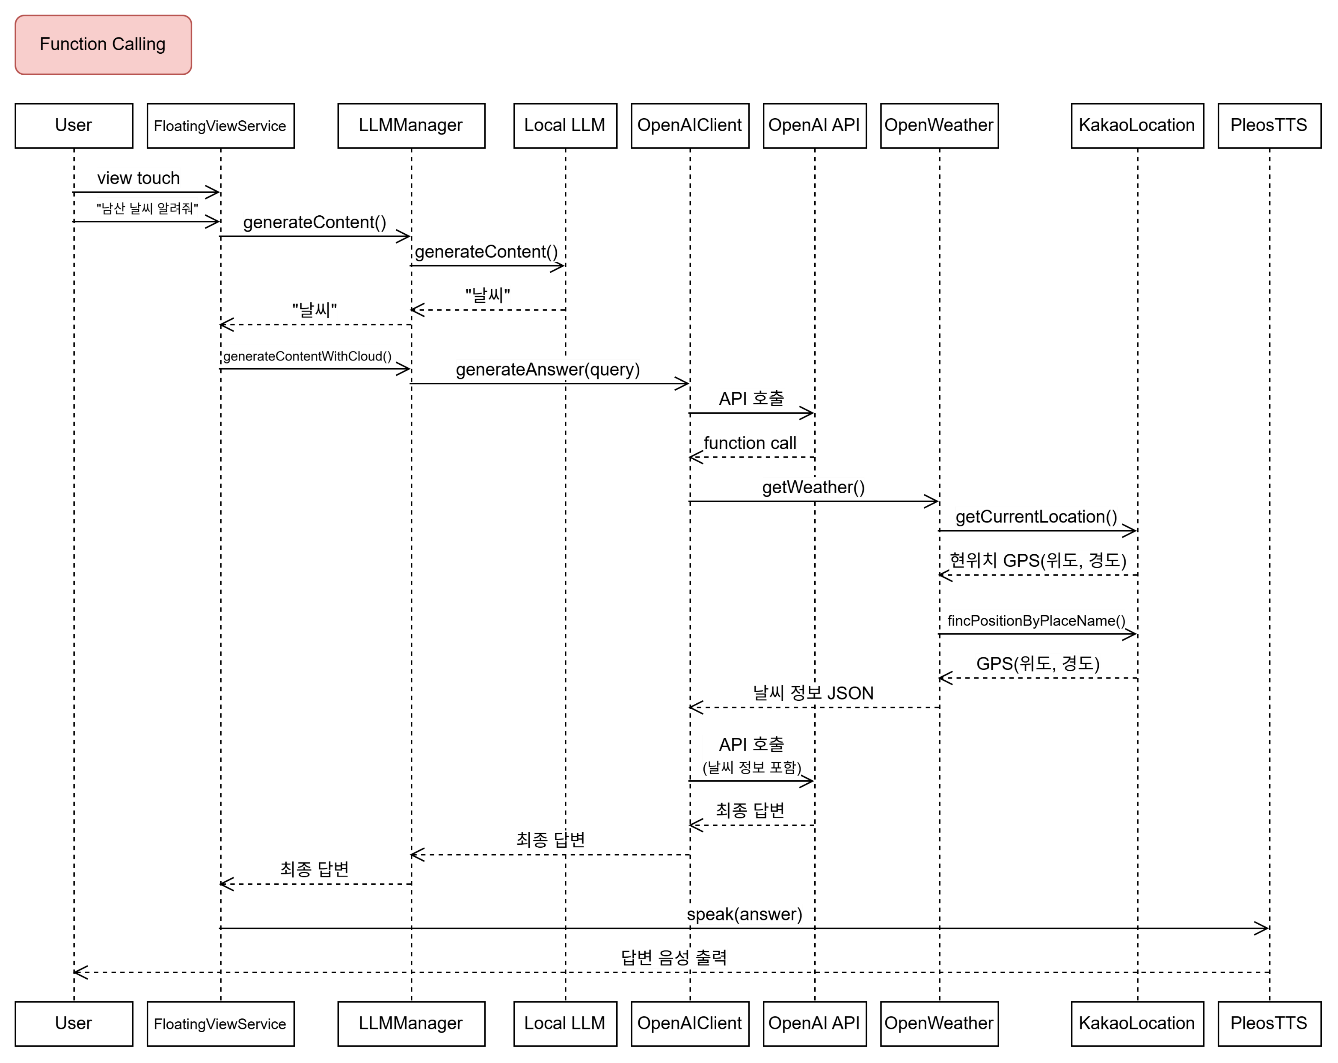 Function Calling
User
FloatingViewService
LLMManager
Local LLM
OpenAIClient
OpenAI API
OpenWeather
KakaoLocation
PleosTTS
view touch
"남산 날씨 알려줘"
generateContent()
generateContent()
"날씨"
"날씨"
generateContentWithCloud()
generateAnswer(query)
API 호출
function call
getWeather()
getCurrentLocation()
현위치 GPS(위도, 경도)
fincPositionByPlaceName()
GPS(위도, 경도)
날씨 정보 JSON
API 호출
(날씨 정보 포함)
최종 답변
최종 답변
최종 답변
speak(answer)
답변 음성 출력
User
FloatingViewService
LLMManager
Local LLM
OpenAIClient
OpenAI API
OpenWeather
KakaoLocation
PleosTTS